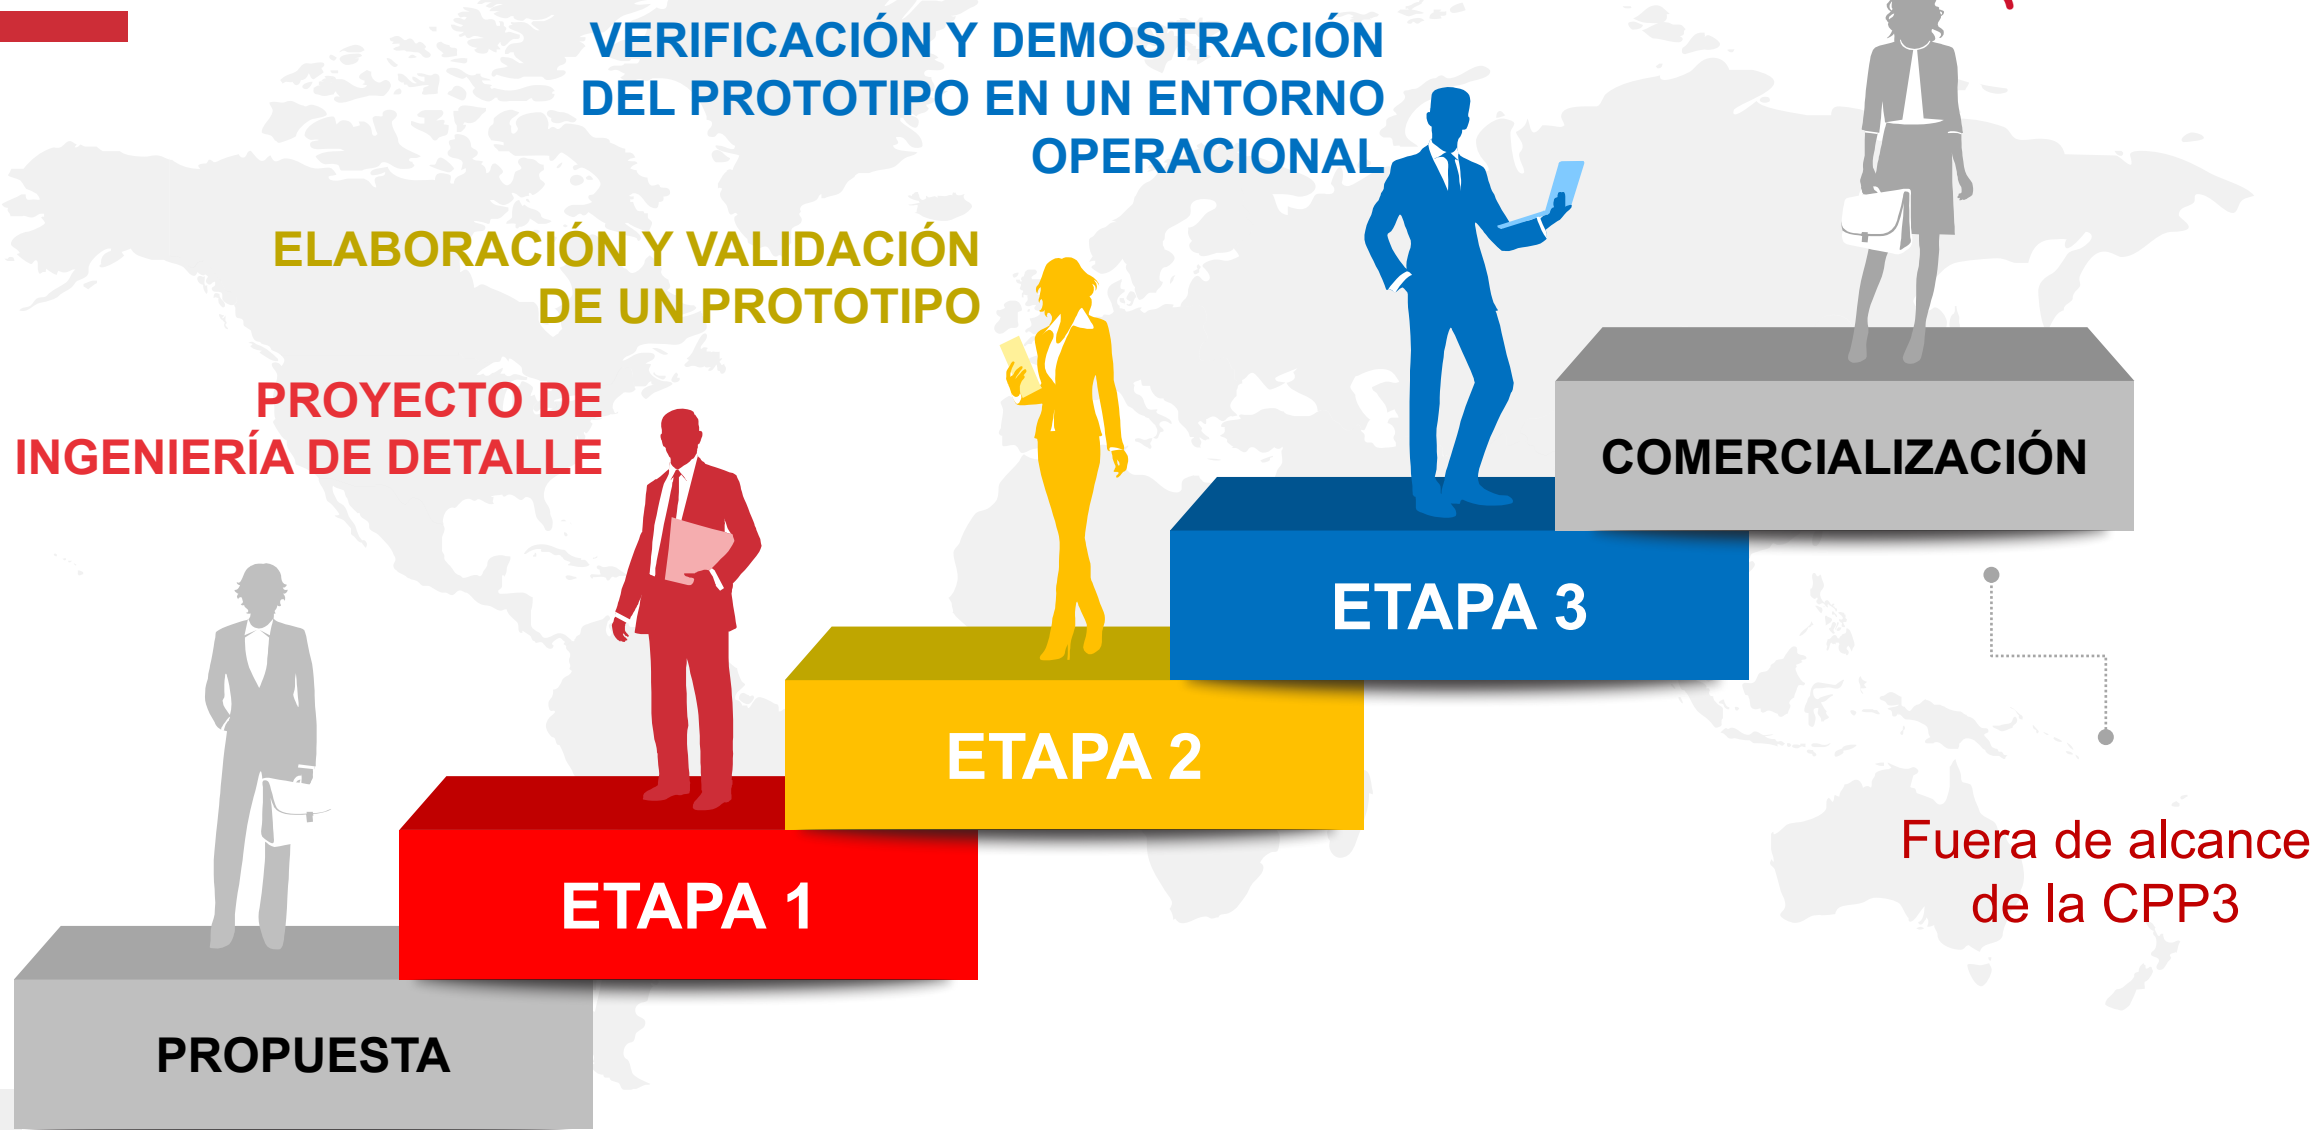 VERIFICACIÓN Y DEMOSTRACIÓN
DEL PROTOTIPO EN UN ENTORNO
OPERACIONAL
ELABORACIÓN Y VALIDACIÓN
DE UN PROTOTIPO
PROYECTO DE
INGENIERÍA DE DETALLE
COMERCIALIZACIÓN
ETAPA 3
ETAPA 2
ETAPA 1
PROPUESTA
Fuera de alcance
de la CPP3